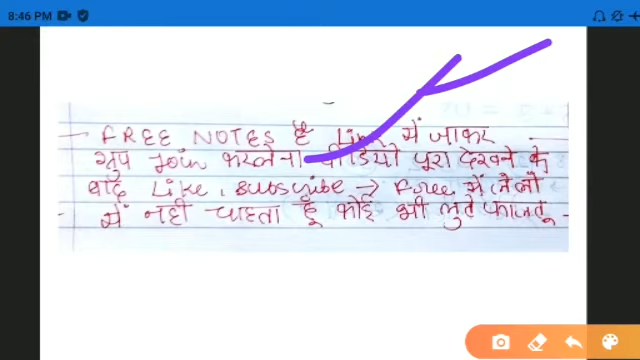 8:46 PM
FREE NOTES है Link में जाकर
ग्रुप Join करलेना वीडियो पूरा देखने के
बाद Like, Subscribe → Free में लेलो
में नही चाहता हूँ कोई भी लुटे फालतू